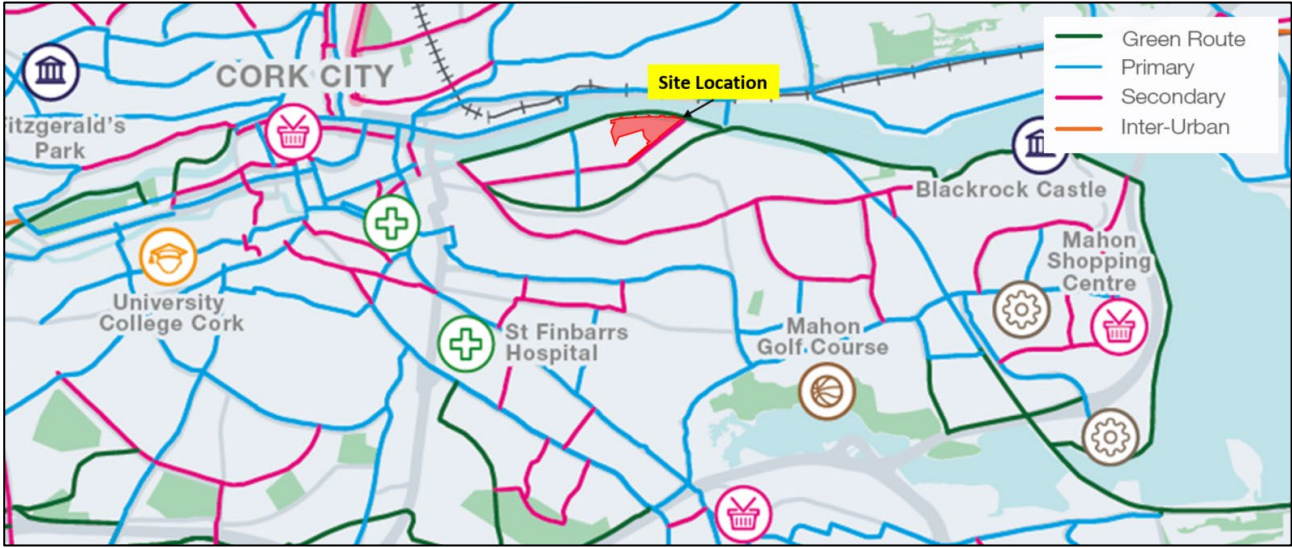 Green Route
Primary
Secondary
Inter-Urban
CORK CITY
Site Location
Fitzgerald's
Park
Blackrock Castle
Mahon
Shopping
Centre
University
College Cork
St Finbarrs
Hospital
Mahon
Golf Course